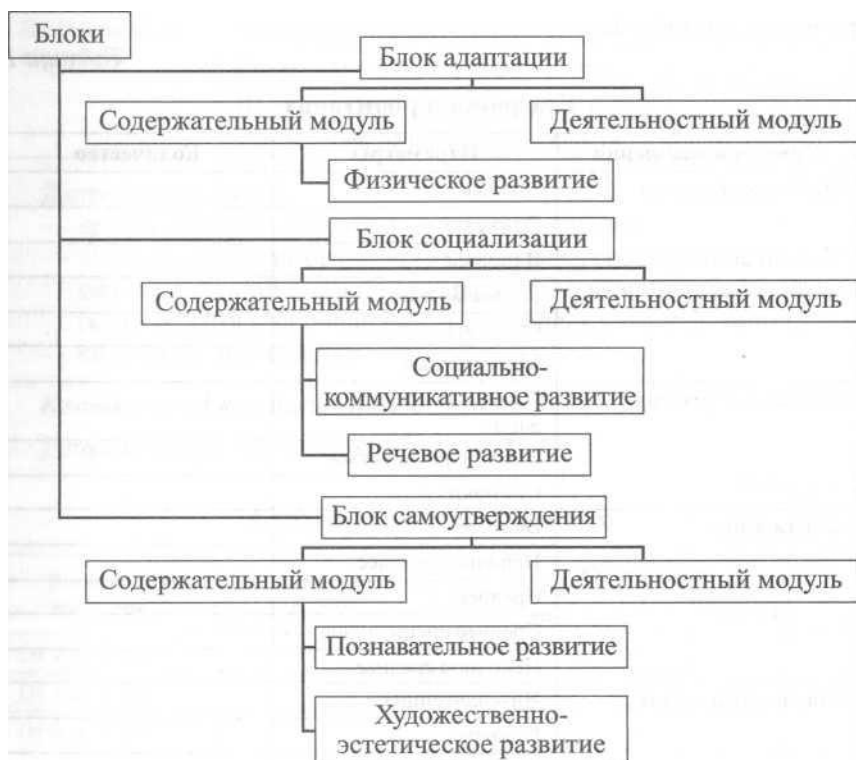 Блоки
Блок адаптации
Содержательный модуль
Деятельностный модуль
Физическое развитие
Блок социализации
Содержательный модуль
Деятельностный модуль
Социально-
коммуникативное развитие
Речевое развитие
Блок самоутверждения
Содержательный модуль
Деятельностный модуль
Познавательное развитие
Художественно-
эстетическое развитие